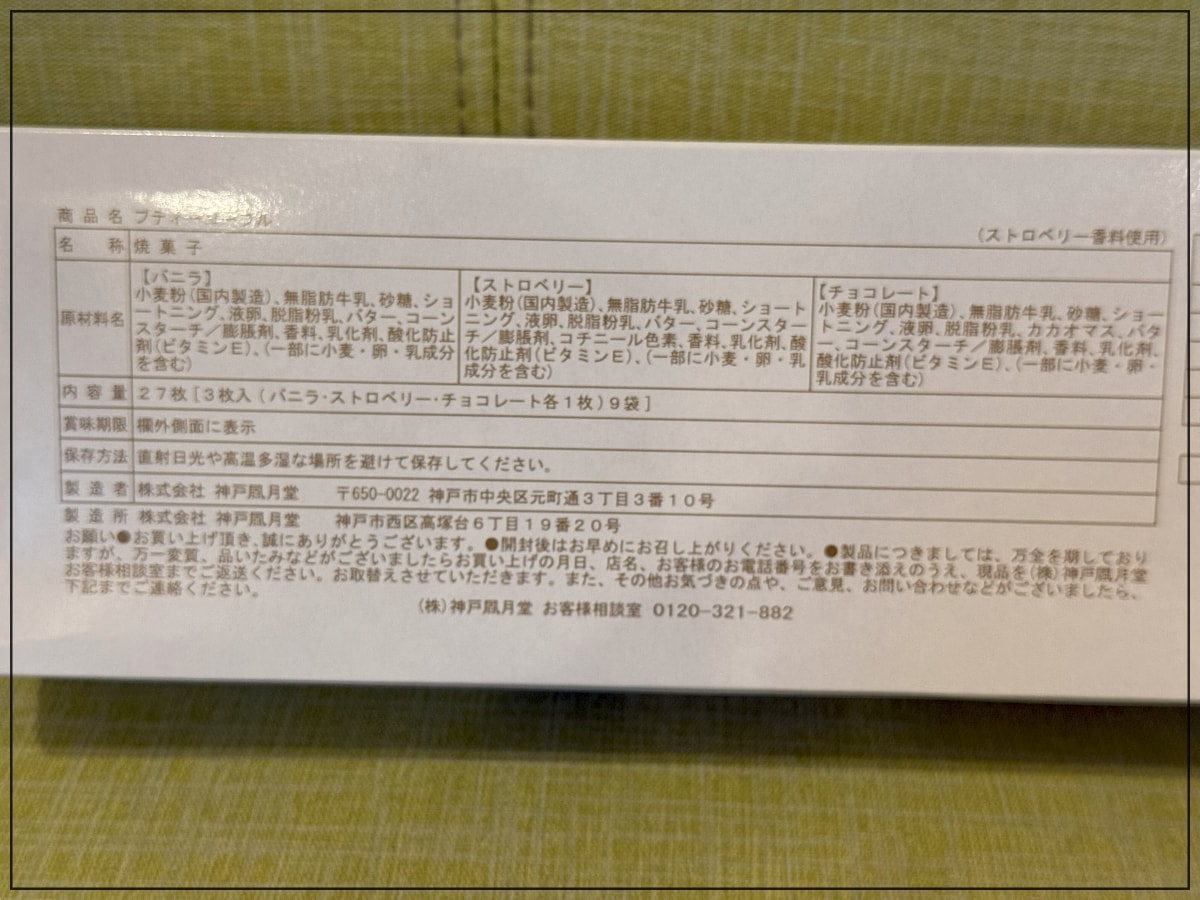 商品名 プティーゴーフル
（ストロベリー香料使用）
名 称 焼菓子
原材料名
【バニラ】
小麦粉（国内製造）、無脂肪牛乳、砂糖、ショ
ートニング、液卵、脱脂粉乳、バター、コーン
スターチ／膨脹剤、香料、乳化剤、酸化防止
剤（ビタミンE）、（一部に小麦・卵・乳成分
を含む）
【ストロベリー】
小麦粉（国内製造）、無脂肪牛乳、砂糖、ショート
ニング、液卵、脱脂粉乳、バター、コーンスター
チ／膨脹剤、コチニール色素、香料、乳化剤、酸
化防止剤（ビタミンE）、（一部に小麦・卵・乳
成分を含む）
【チョコレート】
小麦粉（国内製造）、無脂肪牛乳、砂糖、ショー
トニング、液卵、脱脂粉乳、カカオマス、バタ
ー、コーンスターチ／膨脹剤、香料、乳化剤、
酸化防止剤（ビタミンE）、（一部に小麦・卵・
乳成分を含む）
内容量 27枚［3枚入（バニラ・ストロベリー・チョコレート各1枚）9袋］
賞味期限 欄外側面に表示
保存方法 直射日光や高温多湿な場所を避けて保存してください。
製造者 株式会社 神戸凮月堂 〒650-0022 神戸市中央区元町通3丁目3番10号
製造所 株式会社 神戸凮月堂 神戸市西区高塚台6丁目19番20号
お願い●お買い上げ頂き、誠にありがとうございます。●開封後はお早めにお召し上がりください。●製品につきましては、万全を期しており
ますが、万一変質、品いたみなどがございましたらお買い上げの月日、店名、お客様のお電話番号をお書き添えのうえ、現品を（株）神戸凮月堂
お客様相談室までご返送ください。お取替えさせていただきます。また、その他お気づきの点や、ご意見、お問い合わせなどがございましたら、
下記までご連絡ください。
（株）神戸凮月堂 お客様相談室 0120-321-882